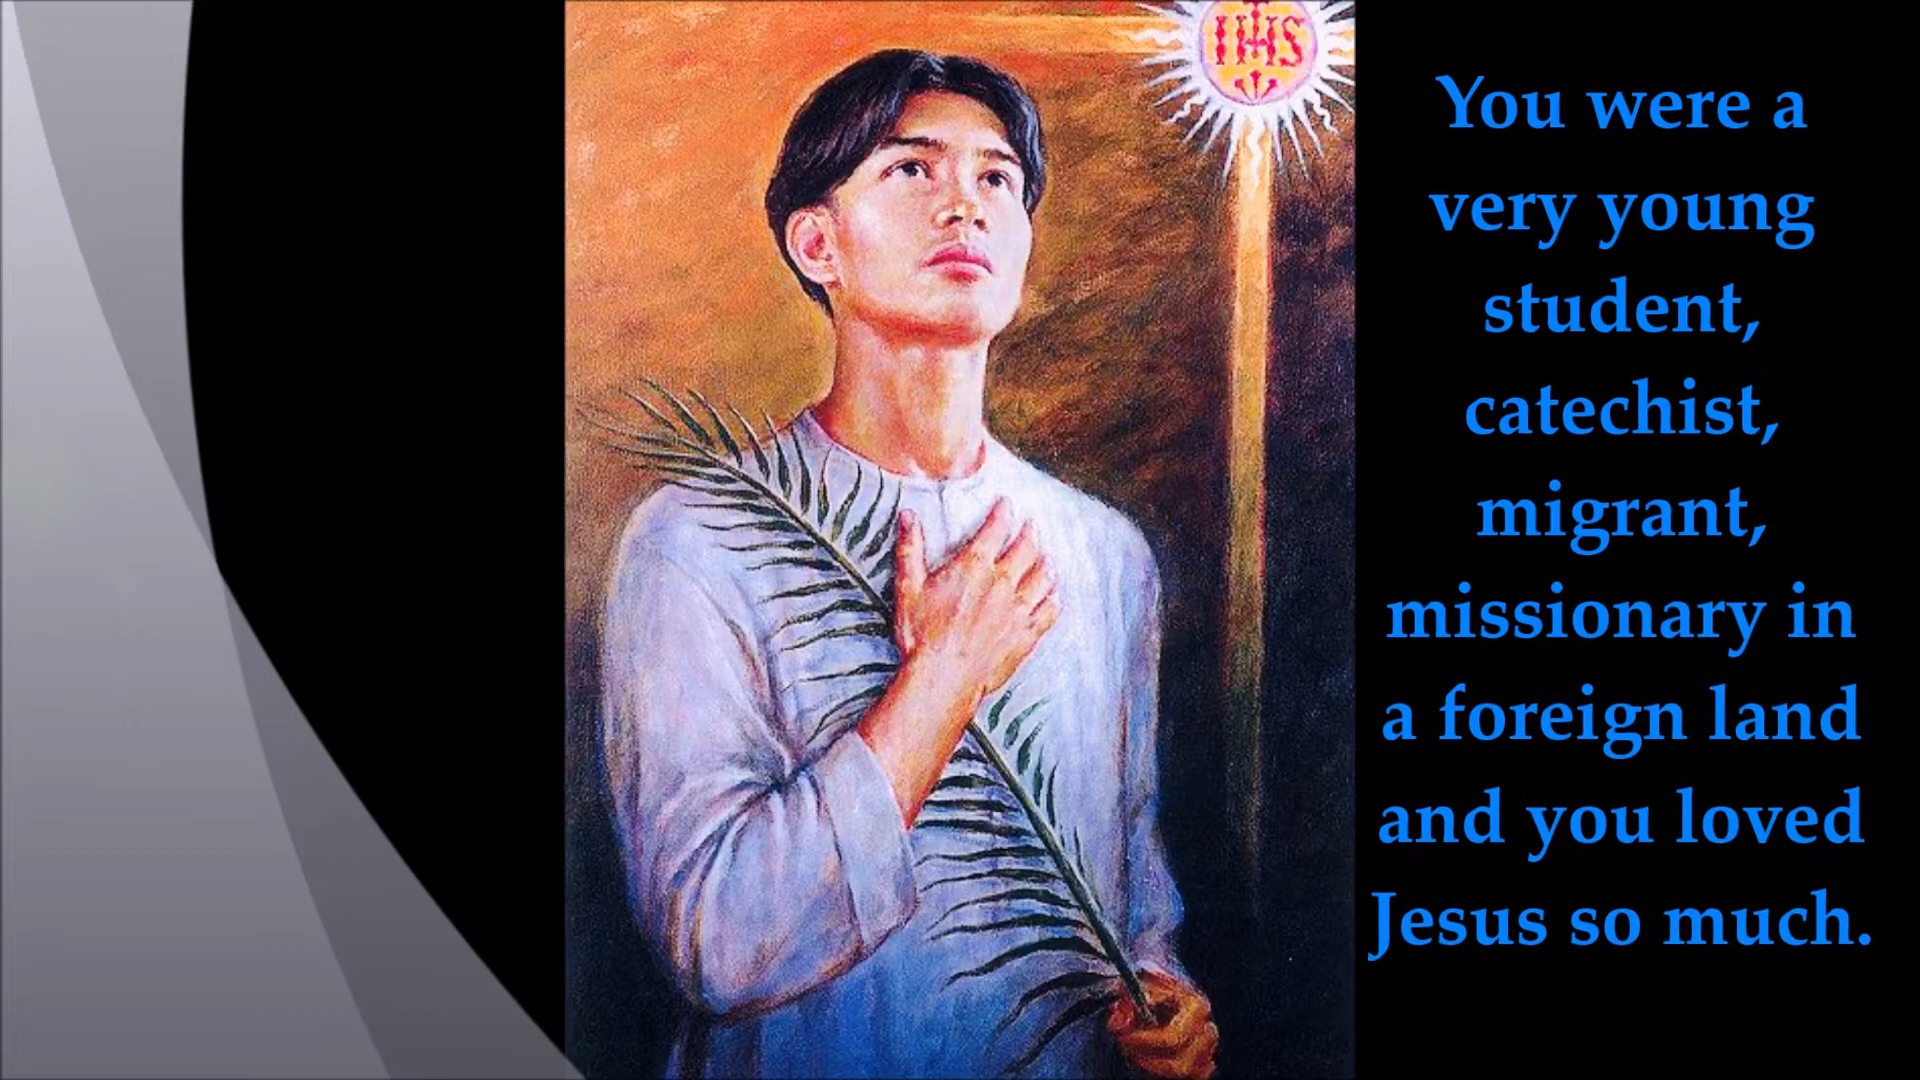 IHS
You were a
very young
student,
catechist,
migrant,
missionary in
a foreign land
and you loved
Jesus so much.